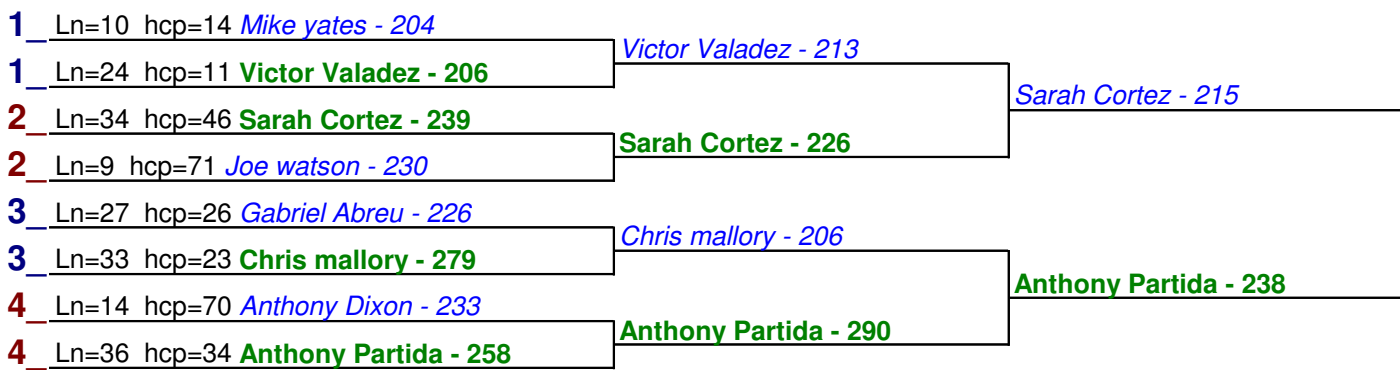 1_ Ln=10 hcp=14 Mike yates - 204
Victor Valadez - 213
1_ Ln=24 hcp=11 Victor Valadez - 206
Sarah Cortez - 215
2_ Ln=34 hcp=46 Sarah Cortez - 239
Sarah Cortez - 226
2_ Ln=9 hcp=71 Joe watson - 230
3_ Ln=27 hcp=26 Gabriel Abreu - 226
Chris mallory - 206
3_ Ln=33 hcp=23 Chris mallory - 279
Anthony Partida - 238
4_ Ln=14 hcp=70 Anthony Dixon - 233
Anthony Partida - 290
4_ Ln=36 hcp=34 Anthony Partida - 258